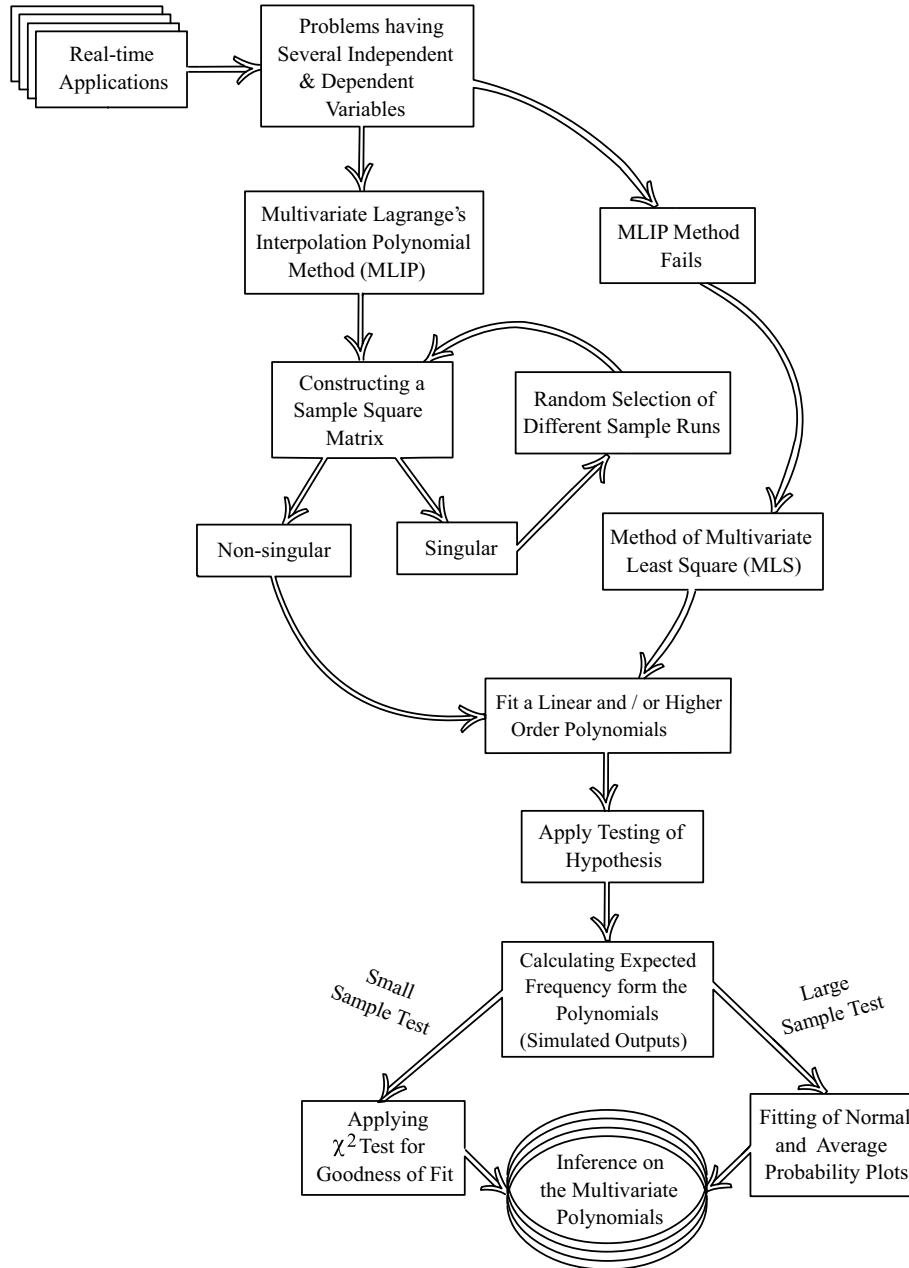 Real-time
Applications
Problems having
Several Independent
& Dependent
Variables
Multivariate Lagrange's
Interpolation Polynomial
Method (MLIP)
MLIP Method
Fails
Constructing a
Sample Square
Matrix
Random Selection of
Different Sample Runs
Non-singular
Singular
Method of Multivariate
Least Square (MLS)
Fit a Linear and / or Higher
Order Polynomials
Apply Testing of
Hypothesis
Calculating Expected
Frequency form the
Polynomials
(Simulated Outputs)
Small
Sample Test
Large
Sample Test
Applying
χ² Test for
Goodness of Fit
Inference on
the Multivariate
Polynomials
Fitting of Normal
and Average
Probability Plots